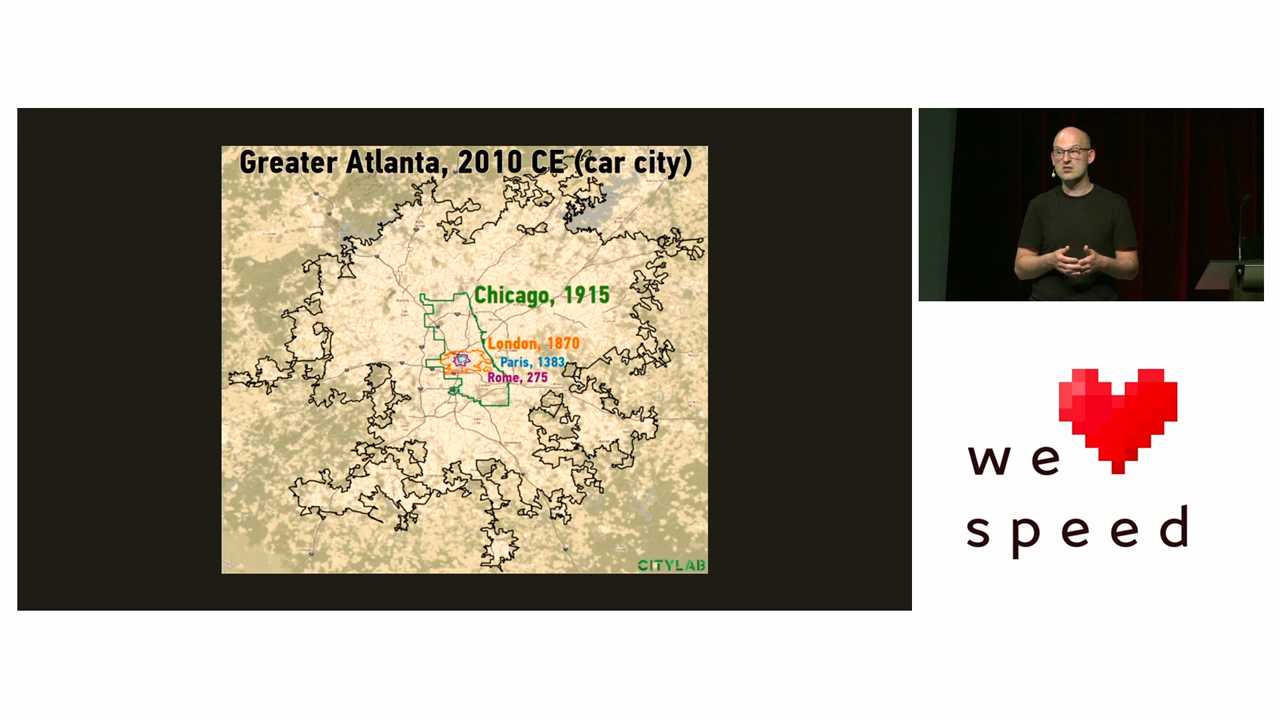 Greater Atlanta, 2010 CE (car city)
Chicago, 1915
London, 1870
Paris, 1383
Rome, 275
CITYLAB
we
speed